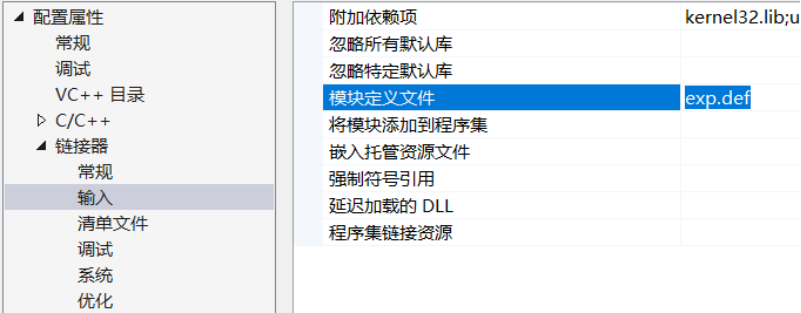 配置属性
常规
调试
VC++ 目录
C/C++
链接器
常规
输入
清单文件
调试
系统
优化
附加依赖项 kernel32.lib;u
忽略所有默认库
忽略特定默认库
模块定义文件 exp.def
将模块添加到程序集
嵌入托管资源文件
强制符号引用
延迟加载的 DLL
程序集链接资源